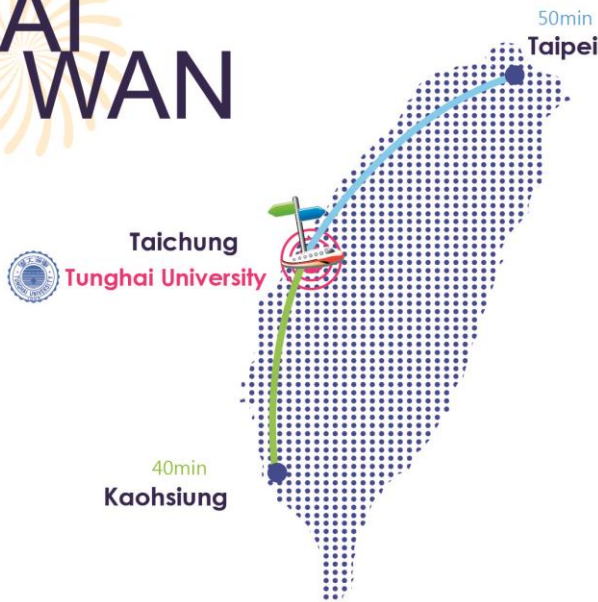 AI
WAN
50min
Taipei
Taichung
Tunghai University
40min
Kaohsiung